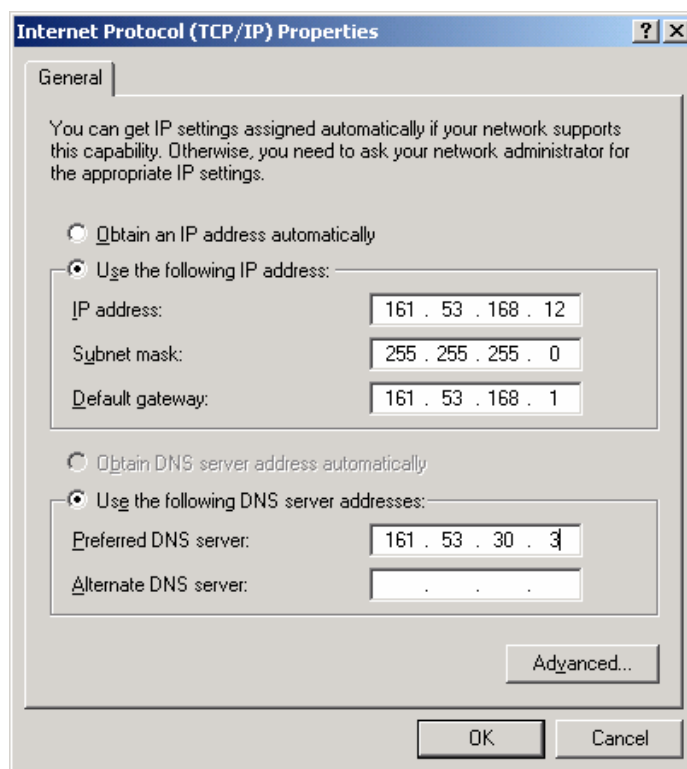 Internet Protocol (TCP/IP) Properties
General
You can get IP settings assigned automatically if your network supports
this capability. Otherwise, you need to ask your network administrator for
the appropriate IP settings.
Obtain an IP address automatically
Use the following IP address:
IP address: 161 . 53 . 168 . 12
Subnet mask: 255 . 255 . 255 . 0
Default gateway: 161 . 53 . 168 . 1
Obtain DNS server address automatically
Use the following DNS server addresses:
Preferred DNS server: 161 . 53 . 30 . 3
Alternate DNS server: . . .
Advanced...
OK Cancel